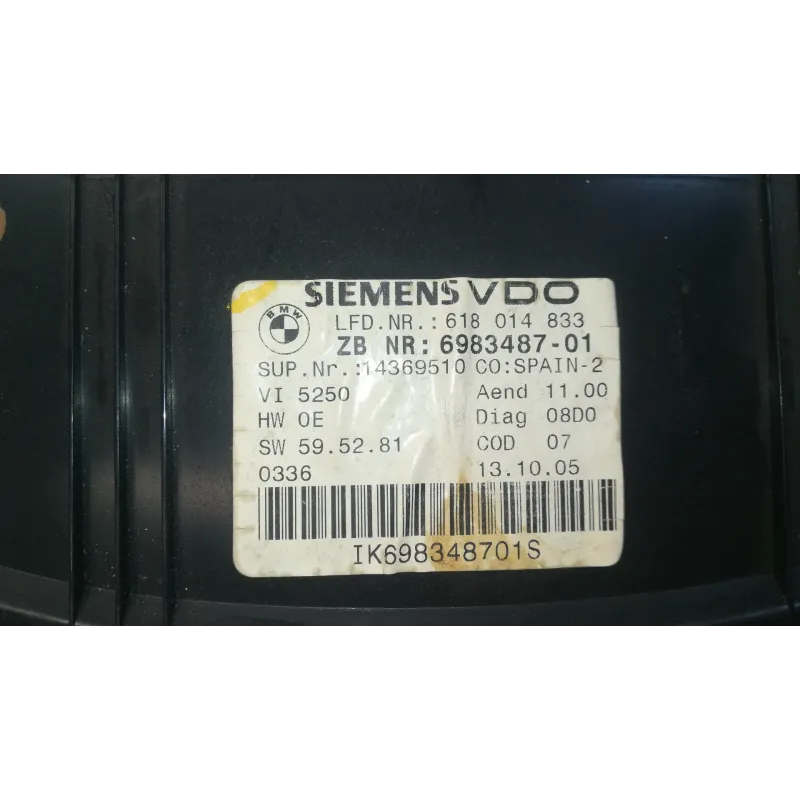 SIEMENS VDO
BMW
LFD.NR.:618 014 833
ZB NR:6983487-01
SUP.Nr.:14369510 CO:SPAIN-2
VI 5250 Aend 11.00
HW 0E Diag 08D0
SW 59.52.81 COD 07
0336 13.10.05
IK698348701S